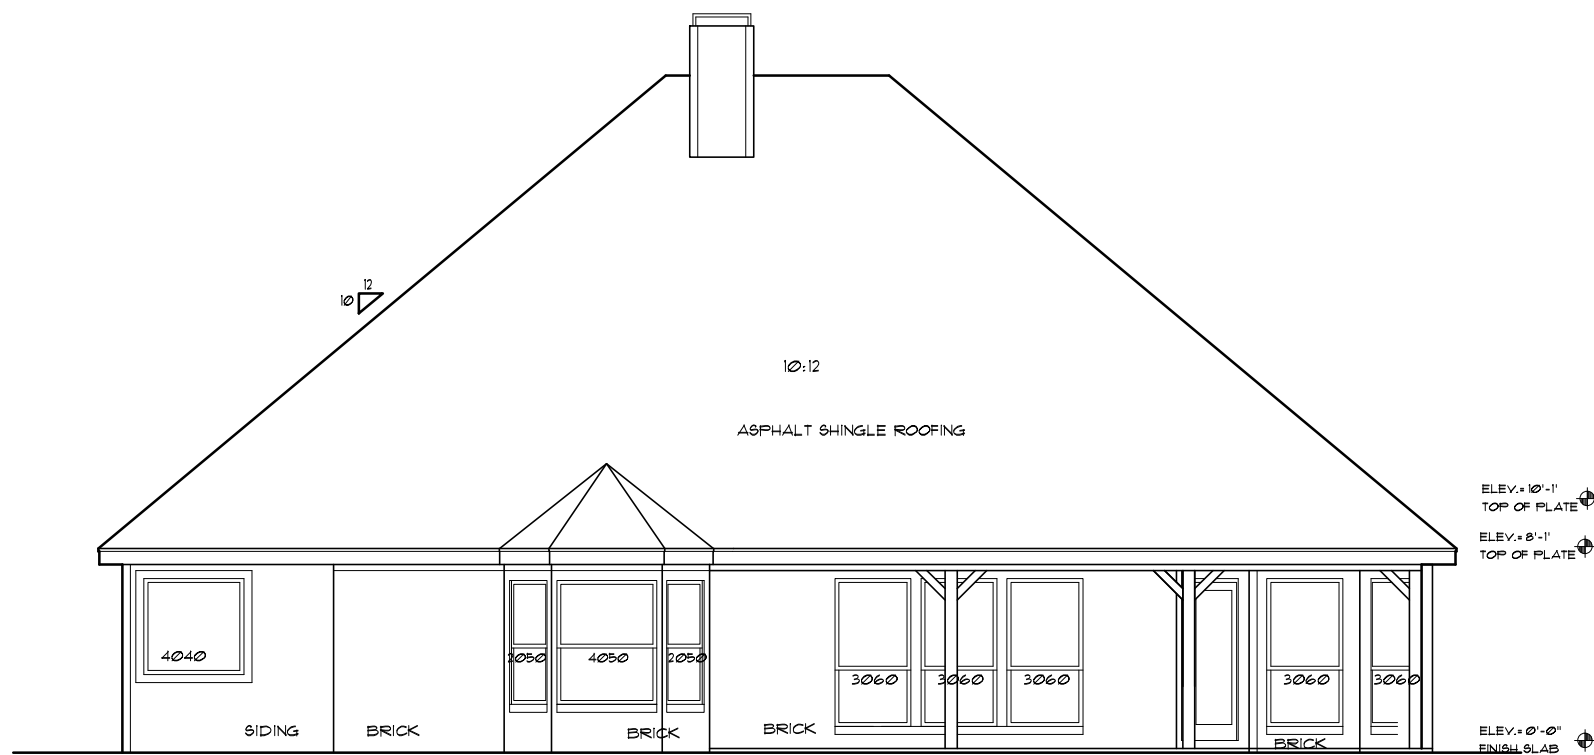 12
10
10:12
ASPHALT SHINGLE ROOFING
ELEV.= 10'-1"
TOP OF PLATE
ELEV.= 8'-1"
TOP OF PLATE
4040
2050
4050
2050
3060
3060
3060
3060
3060
SIDING
BRICK
BRICK
BRICK
BRICK
ELEV.= 0'-0"
FINISH SLAB